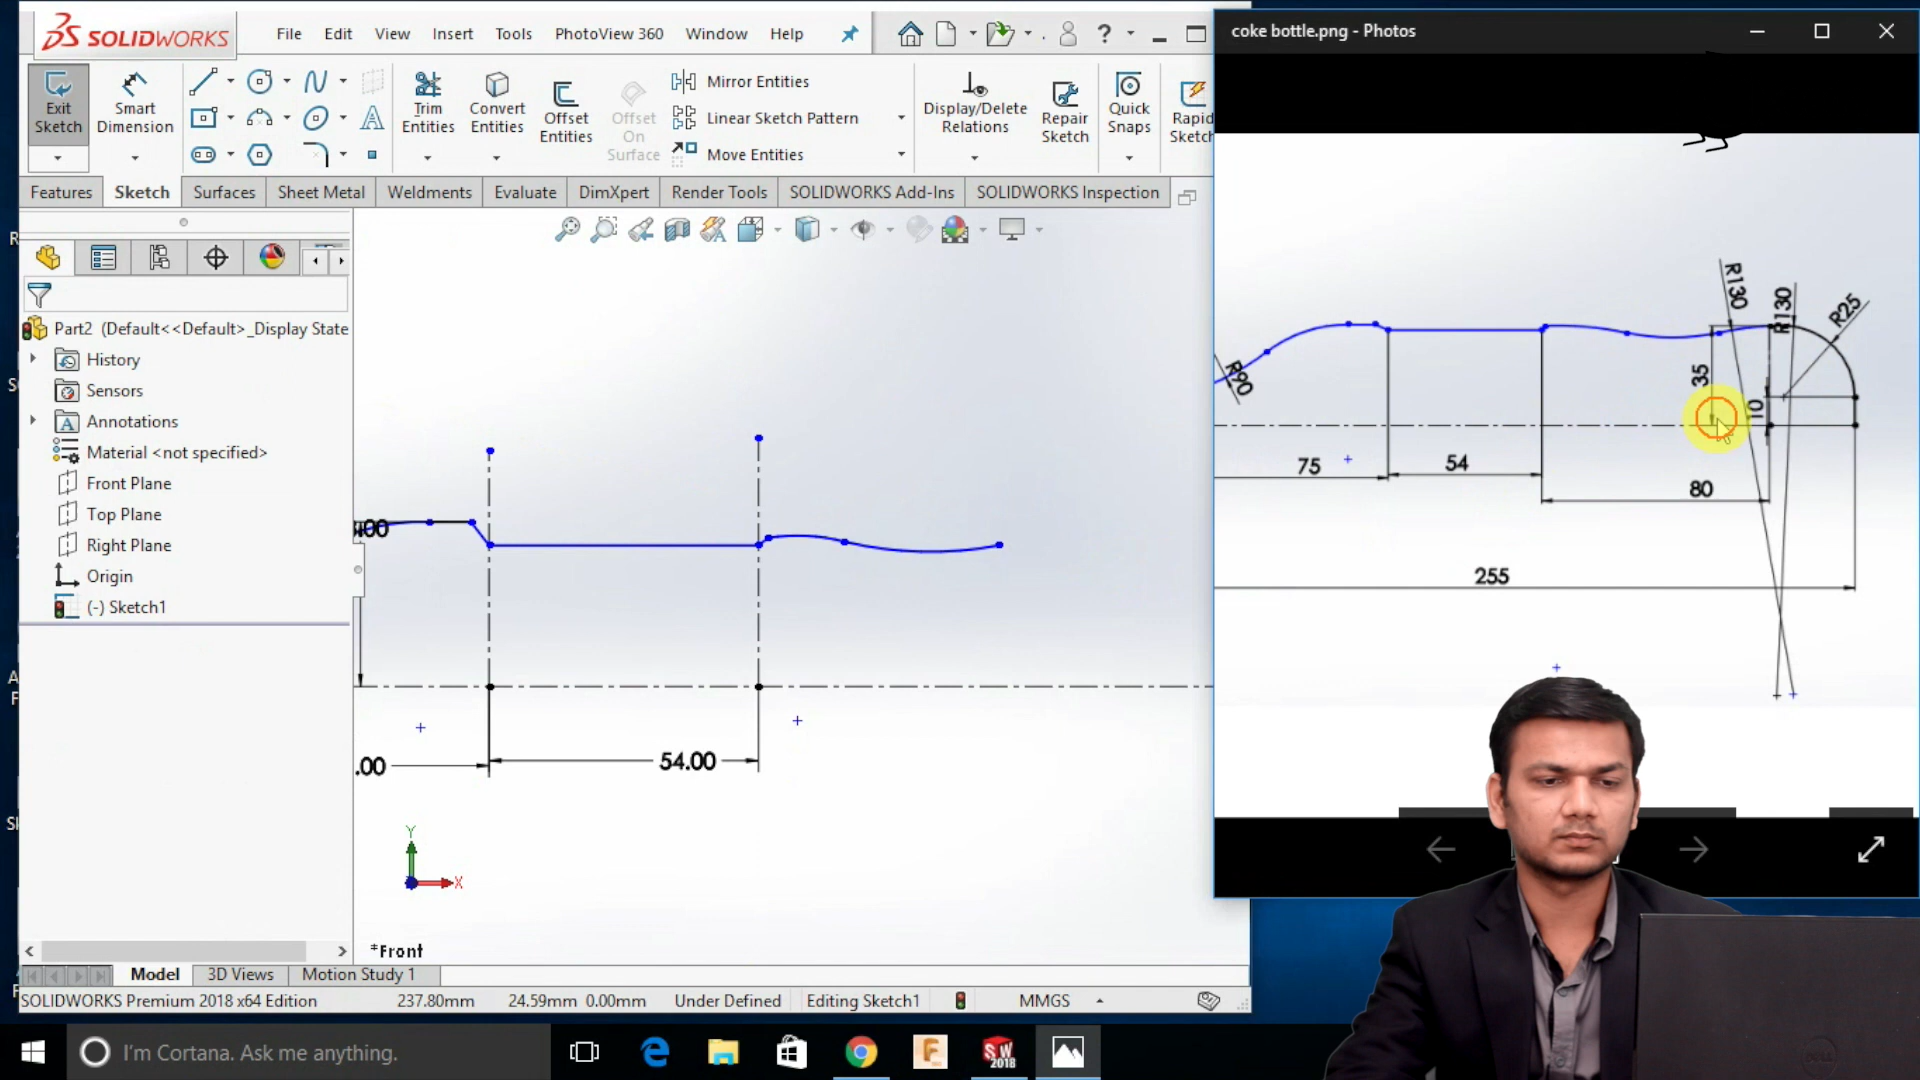 SOLIDWORKS
File Edit View Insert Tools PhotoView 360 Window Help
?
coke bottle.png - Photos
Exit Sketch
Smart Dimension
Trim Entities
Convert Entities
Offset Entities
Offset On Surface
Mirror Entities
Linear Sketch Pattern
Move Entities
Display/Delete Relations
Repair Sketch
Quick Snaps
Rapid Sketch
Features Sketch Surfaces Sheet Metal Weldments Evaluate DimXpert Render Tools SOLIDWORKS Add-Ins SOLIDWORKS Inspection
Part2 (Default<<Default>_Display State
History
Sensors
Annotations
Material <not specified>
Front Plane
Top Plane
Right Plane
Origin
(-) Sketch1
54.00
.00
Y
X
*Front
R130
R130
R25
R90
35
10
75
54
80
255
Model 3D Views Motion Study 1
SOLIDWORKS Premium 2018 x64 Edition 237.80mm 24.59mm 0.00mm Under Defined Editing Sketch1 MMGS
I'm Cortana. Ask me anything.
SW
2018
DELL